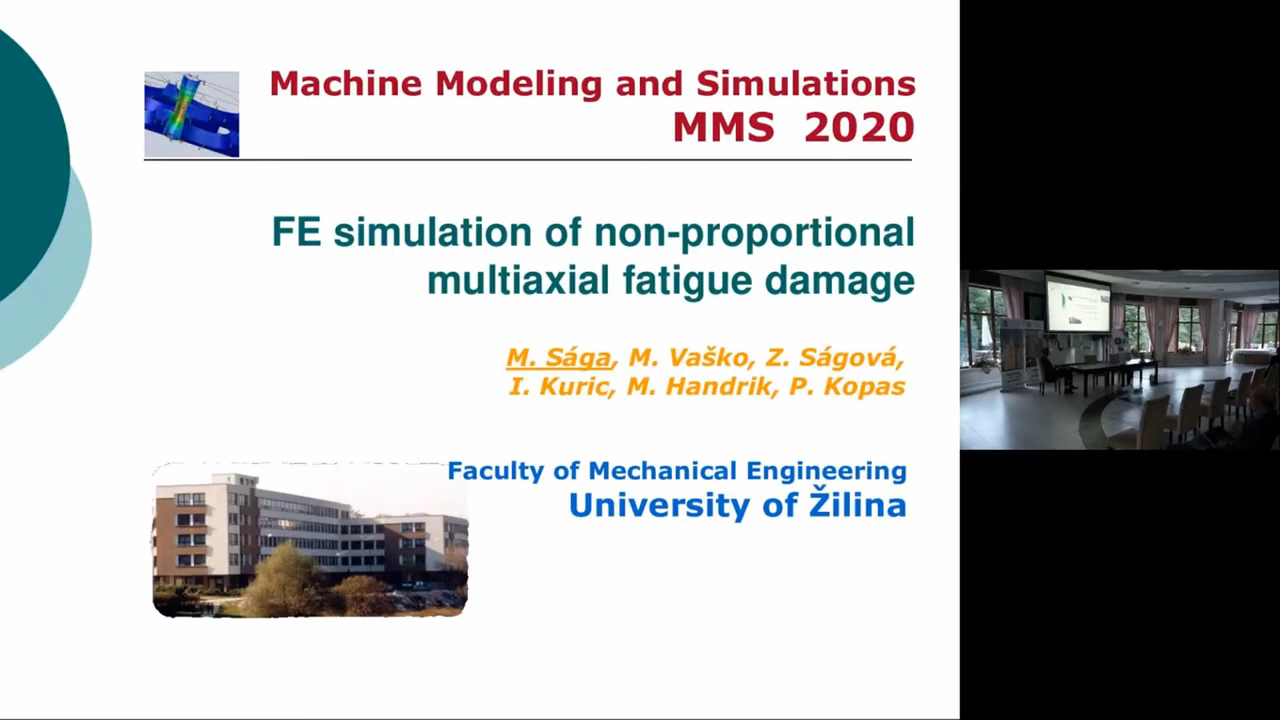 Machine Modeling and Simulations
MMS 2020
FE simulation of non-proportional
multiaxial fatigue damage
M. Sága, M. Vaško, Z. Ságová,
I. Kuric, M. Handrik, P. Kopas
Faculty of Mechanical Engineering
University of Žilina